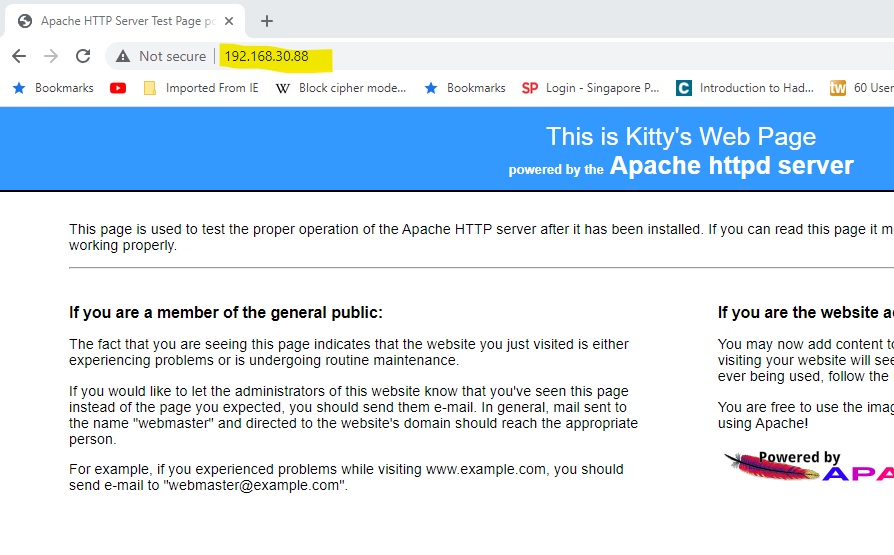 Apache HTTP Server Test Page po
Not secure
192.168.30.88
Bookmarks
Imported From IE
W
Block cipher mode...
Bookmarks
SP
Login - Singapore P...
C
Introduction to Had...
tw
60 User
This is Kitty's Web Page
powered by the Apache httpd server
This page is used to test the proper operation of the Apache HTTP server after it has been installed. If you can read this page it m
working properly.
If you are a member of the general public:
The fact that you are seeing this page indicates that the website you just visited is either
experiencing problems or is undergoing routine maintenance.
If you would like to let the administrators of this website know that you've seen this page
instead of the page you expected, you should send them e-mail. In general, mail sent to
the name "webmaster" and directed to the website's domain should reach the appropriate
person.
For example, if you experienced problems while visiting www.example.com, you should
send e-mail to "webmaster@example.com".
If you are the website a
You may now add content to
visiting your website will see
ever being used, follow the
You are free to use the imag
using Apache!
Powered by
APA